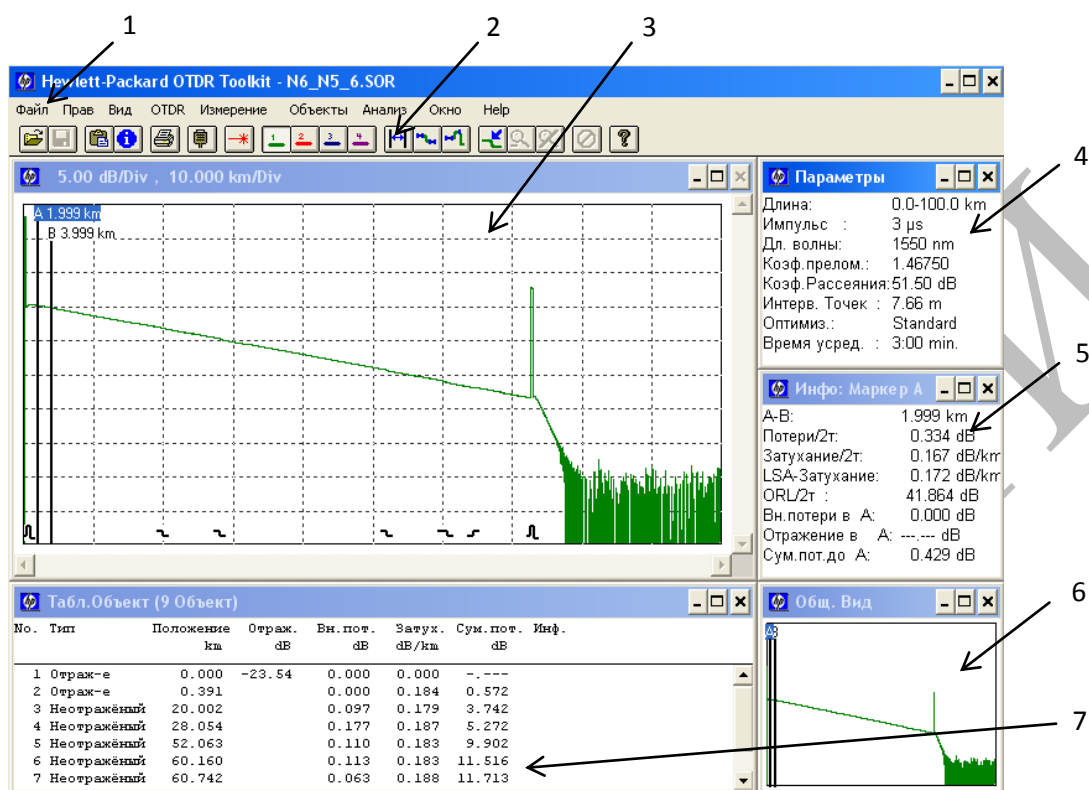 1 2 3
Hewlett-Packard OTDR Toolkit - N6_N5_6.SOR
Файл Прав Вид OTDR Измерение Объекты Анализ Окно Help
1 2 3 4
5.00 dB/Div , 10.000 km/Div
A 1.999 km
B 3.999 km
4
Параметры
Длина: 0.0-100.0 km
Импульс : 3 µs
Дл. волны: 1550 nm
Коэф.прелом.: 1.46750
Коэф.Рассеяния: 51.50 dB
Интерв. Точек : 7.66 m
Оптимиз.: Standard
Время усред. : 3:00 min.
5
Инфо: Маркер А
A-B: 1.999 km
Потери/2т: 0.334 dB
Затухание/2т: 0.167 dB/km
LSA-Затухание: 0.172 dB/km
ORL/2т : 41.864 dB
Вн.потери в А: 0.000 dB
Отражение в А: ---.--- dB
Сум.пот.до А: 0.429 dB
Табл.Объект (9 Объект)
No. Тип Положение Отраж. Вн.пот. Затух. Сум.пот. Инф.
km dB dB dB/km dB
1 Отраж-е 0.000 -23.54 0.000 0.000 -.---
2 Отраж-е 0.391 0.000 0.184 0.572
3 Неотражёный 20.002 0.097 0.179 3.742
4 Неотражёный 28.054 0.177 0.187 5.272
5 Неотражёный 52.063 0.110 0.183 9.902
6 Неотражёный 60.160 0.113 0.183 11.516
7 Неотражёный 60.742 0.063 0.188 11.713
Общ. Вид
6
7